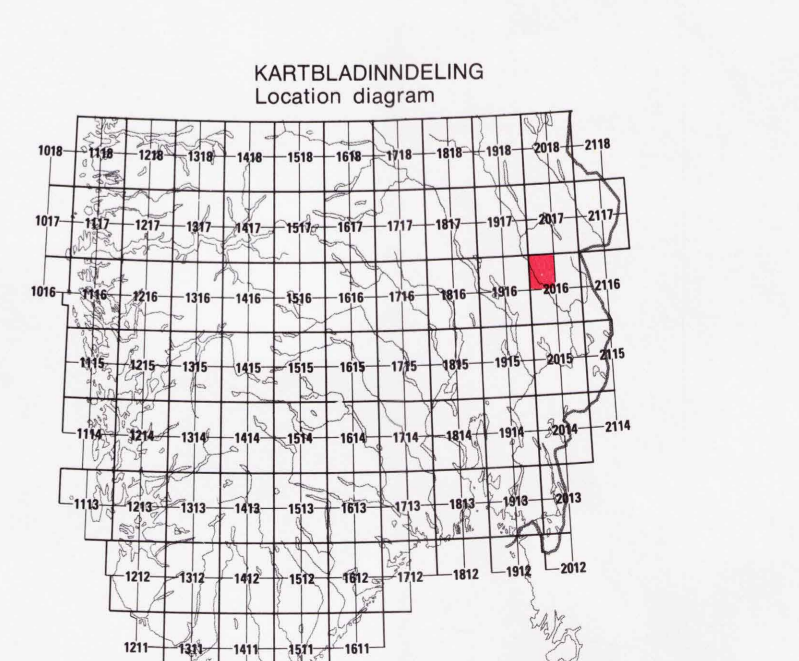 KARTBLADINNDELING
Location diagram
1018 1118 1218 1318 1418 1518 1618 1718 1818 1918 2018 2118
1017 1117 1217 1317 1417 1517 1617 1717 1817 1917 2017 2117
1016 1116 1216 1316 1416 1516 1616 1716 1816 1916 2016 2116
1115 1215 1315 1415 1515 1615 1715 1815 1915 2015 2115
1114 1214 1314 1414 1514 1614 1714 1814 1914 2014 2114
1113 1213 1313 1413 1513 1613 1713 1813 1913 2013
1212 1312 1412 1512 1612 1712 1812 1912 2012
1211 1311 1411 1511 1611